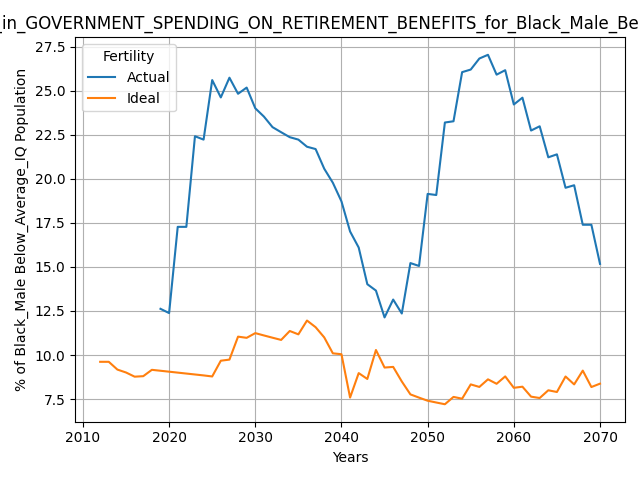 _in_GOVERNMENT_SPENDING_ON_RETIREMENT_BENEFITS_for_Black_Male_Be
Fertility
Actual
Ideal
% of Black_Male Below_Average_IQ Population
27.5
25.0
22.5
20.0
17.5
15.0
12.5
10.0
7.5
2010 2020 2030 2040 2050 2060 2070
Years